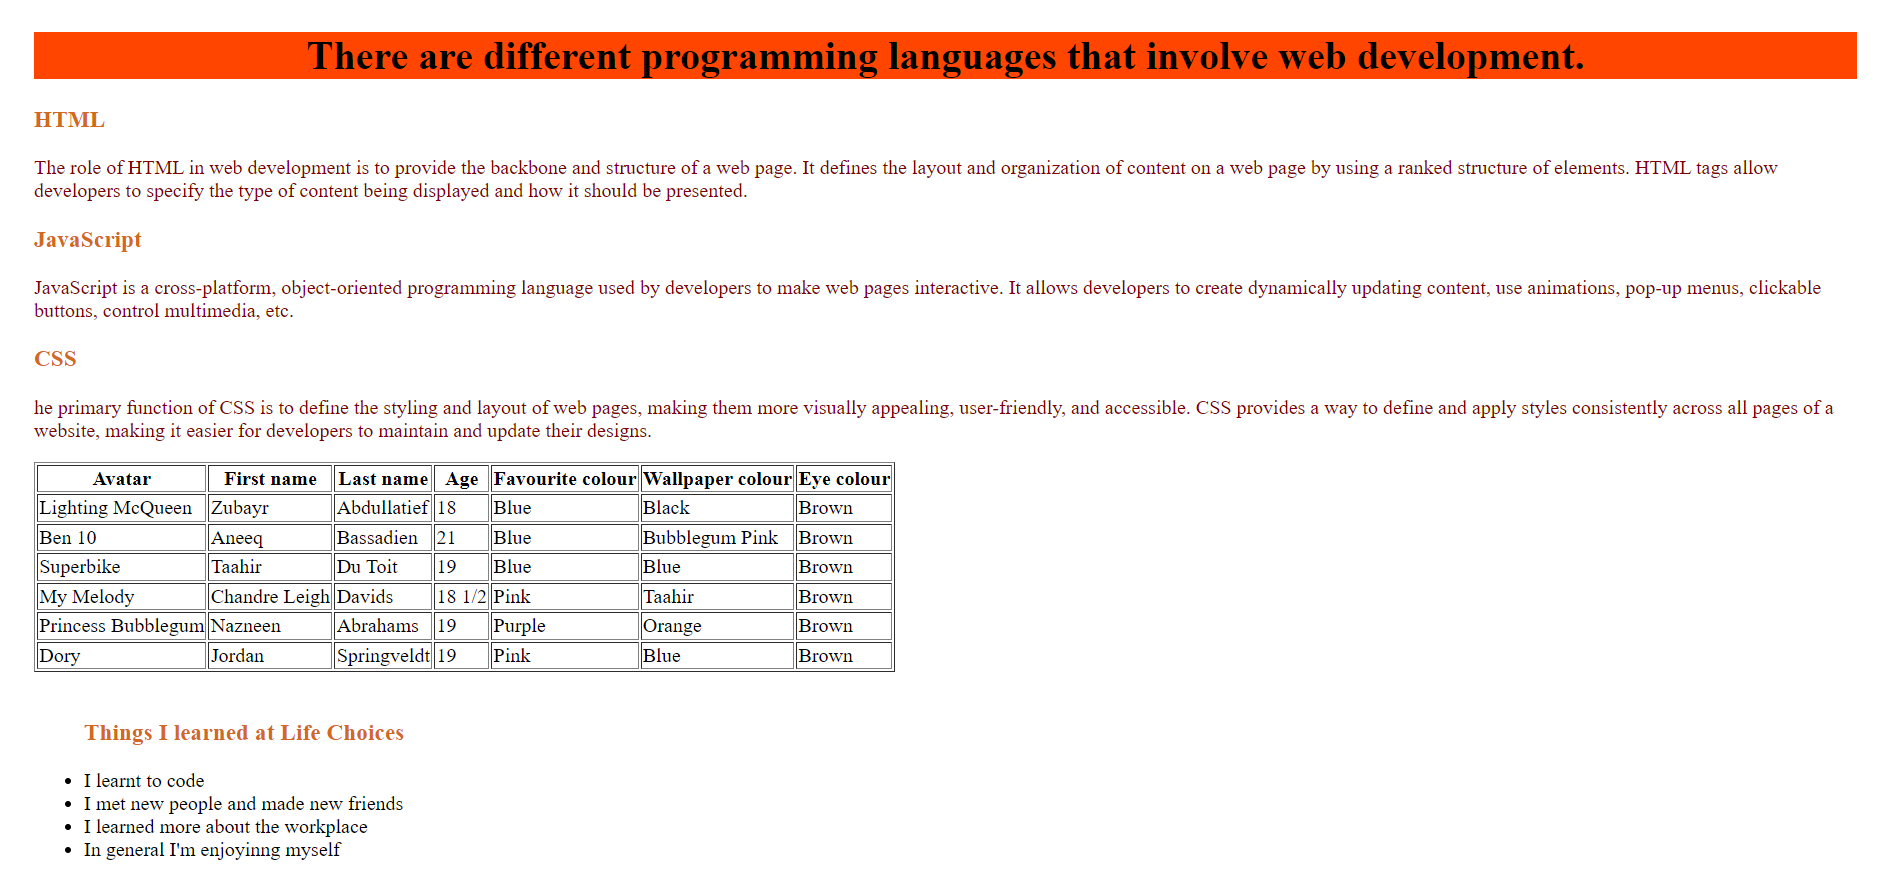 There are different programming languages that involve web development.
HTML
The role of HTML in web development is to provide the backbone and structure of a web page. It defines the layout and organization of content on a web page by using a ranked structure of elements. HTML tags allow
developers to specify the type of content being displayed and how it should be presented.
JavaScript
JavaScript is a cross-platform, object-oriented programming language used by developers to make web pages interactive. It allows developers to create dynamically updating content, use animations, pop-up menus, clickable
buttons, control multimedia, etc.
CSS
he primary function of CSS is to define the styling and layout of web pages, making them more visually appealing, user-friendly, and accessible. CSS provides a way to define and apply styles consistently across all pages of a
website, making it easier for developers to maintain and update their designs.
Avatar First name Last name Age Favourite colour Wallpaper colour Eye colour
Lighting McQueen Zubayr Abdullatief 18 Blue Black Brown
Ben 10 Aneeq Bassadien 21 Blue Bubblegum Pink Brown
Superbike Taahir Du Toit 19 Blue Blue Brown
My Melody Chandre Leigh Davids 18 1/2 Pink Taahir Brown
Princess Bubblegum Nazneen Abrahams 19 Purple Orange Brown
Dory Jordan Springveldt 19 Pink Blue Brown
Things I learned at Life Choices
• I learnt to code
• I met new people and made new friends
• I learned more about the workplace
• In general I'm enjoyinng myself